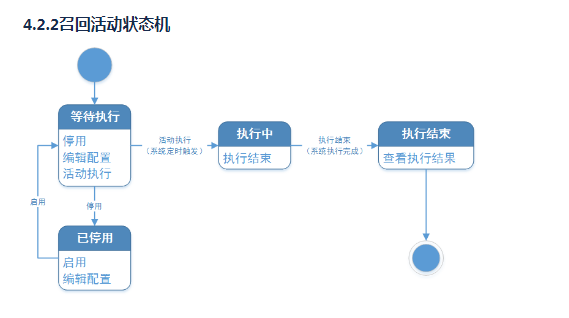 4.2.2召回活动状态机
等待执行
停用
编辑配置
活动执行
活动执行
（系统定时触发）
执行中
执行结束
执行结束
（系统执行完成）
执行结束
查看执行结果
启用
停用
已停用
启用
编辑配置